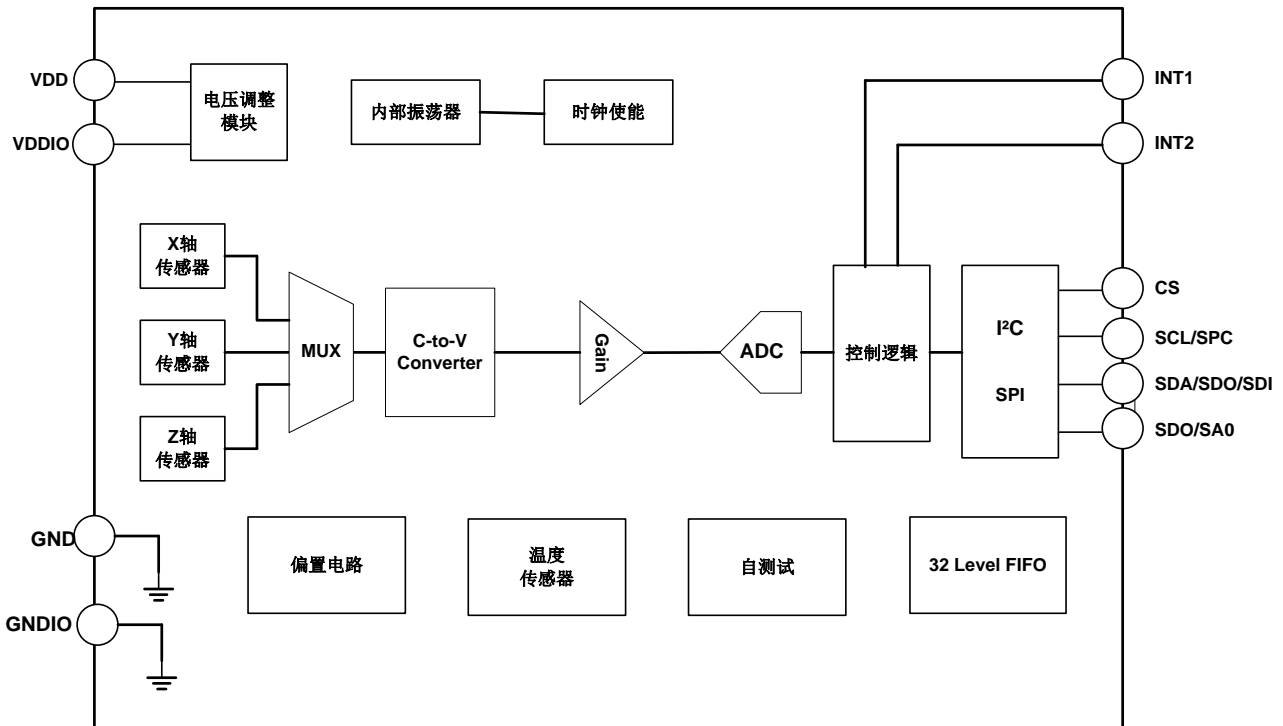 VDD
VDDIO
电压调整
模块
内部振荡器
时钟使能
INT1
INT2
X轴
传感器
Y轴
传感器
Z轴
传感器
MUX
C-to-V
Converter
Gain
ADC
控制逻辑
I²C
SPI
CS
SCL/SPC
SDA/SDO/SDI
SDO/SA0
GND
GNDIO
偏置电路
温度
传感器
自测试
32 Level FIFO